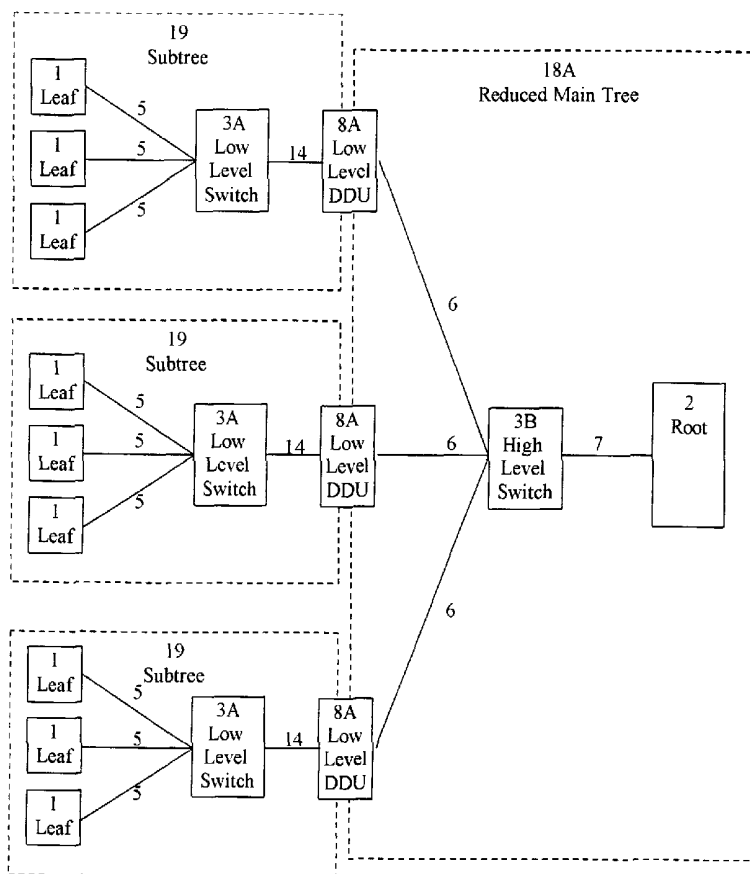 19
Subtree
1
Leaf
1
Leaf
1
Leaf
5
5
5
3A
Low
Level
Switch
14
8A
Low
Level
DDU
18A
Reduced Main Tree
6
19
Subtree
1
Leaf
1
Leaf
1
Leaf
5
5
5
3A
Low
Level
Switch
14
8A
Low
Level
DDU
6
3B
High
Level
Switch
7
2
Root
6
19
Subtree
1
Leaf
1
Leaf
1
Leaf
5
5
5
3A
Low
Level
Switch
14
8A
Low
Level
DDU